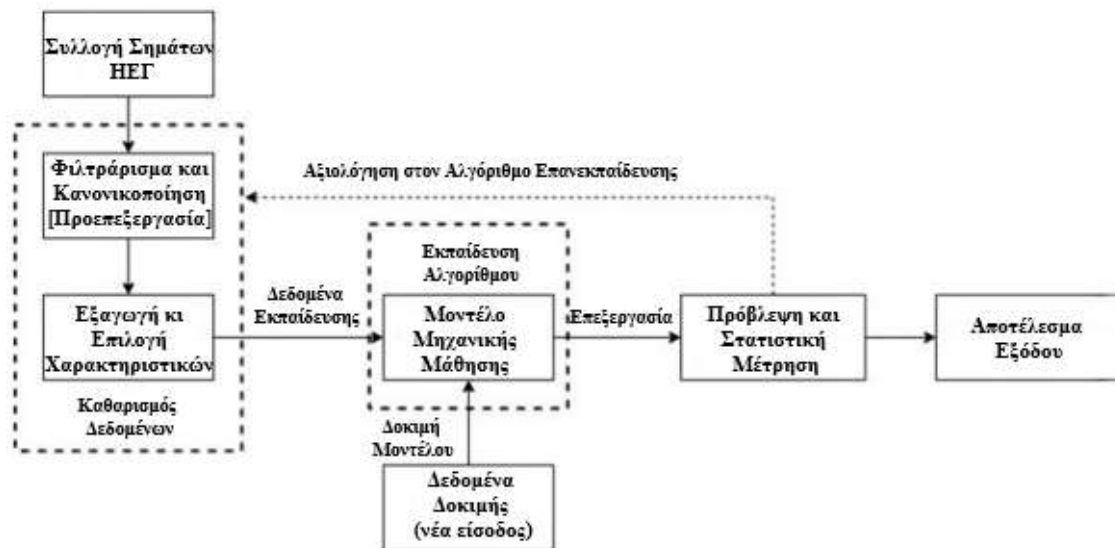 Συλλογή Σημάτων
ΗΕΓ
Φιλτράρισμα και
Κανονικοποίηση
[Προεπεξεργασία]
Αξιολόγηση στον Αλγόριθμο Επανεκπαίδευσης
Εκπαίδευση
Αλγορίθμου
Εξαγωγή κι
Επιλογή
Χαρακτηριστικών
Δεδομένα
Εκπαίδευσης
Μοντέλο
Μηχανικής
Μάθησης
Επεξεργασία
Πρόβλεψη και
Στατιστική
Μέτρηση
Αποτέλεσμα
Εξόδου
Καθαρισμός
Δεδομένων
Δοκιμή
Μοντέλου
Δεδομένα
Δοκιμής
(νέα είσοδος)